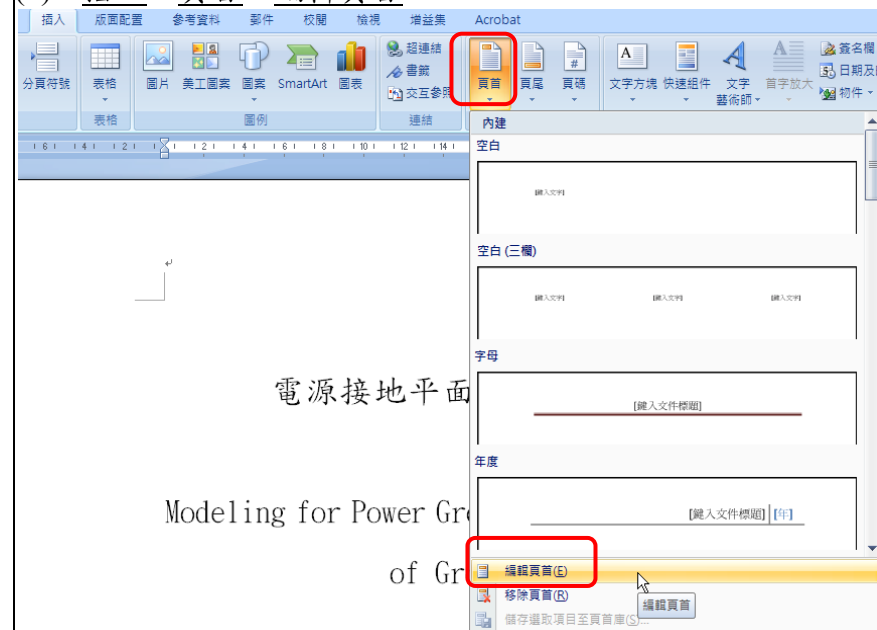 插入 版面配置 參考資料 郵件 校閱 檢視 增益集 Acrobat
分頁符號 表格 圖片 美工圖案 圖案 SmartArt 圖表 超連結 書籤 交互參照 頁首 頁尾 頁碼 文字方塊 快速組件 文字藝術師 首字放大 簽名欄 日期及 物件
表格 圖例 連結
內建
空白
[鍵入文字]
空白 (三欄)
[鍵入文字] [鍵入文字] [鍵入文字]
字母
電源接地平面
[鍵入文件標題]
年度
Modeling for Power Gr
[鍵入文件標題] [年]
of Gr
編輯頁首(E)
移除頁首(R)
編輯頁首
儲存選取項目至頁首庫(S)...